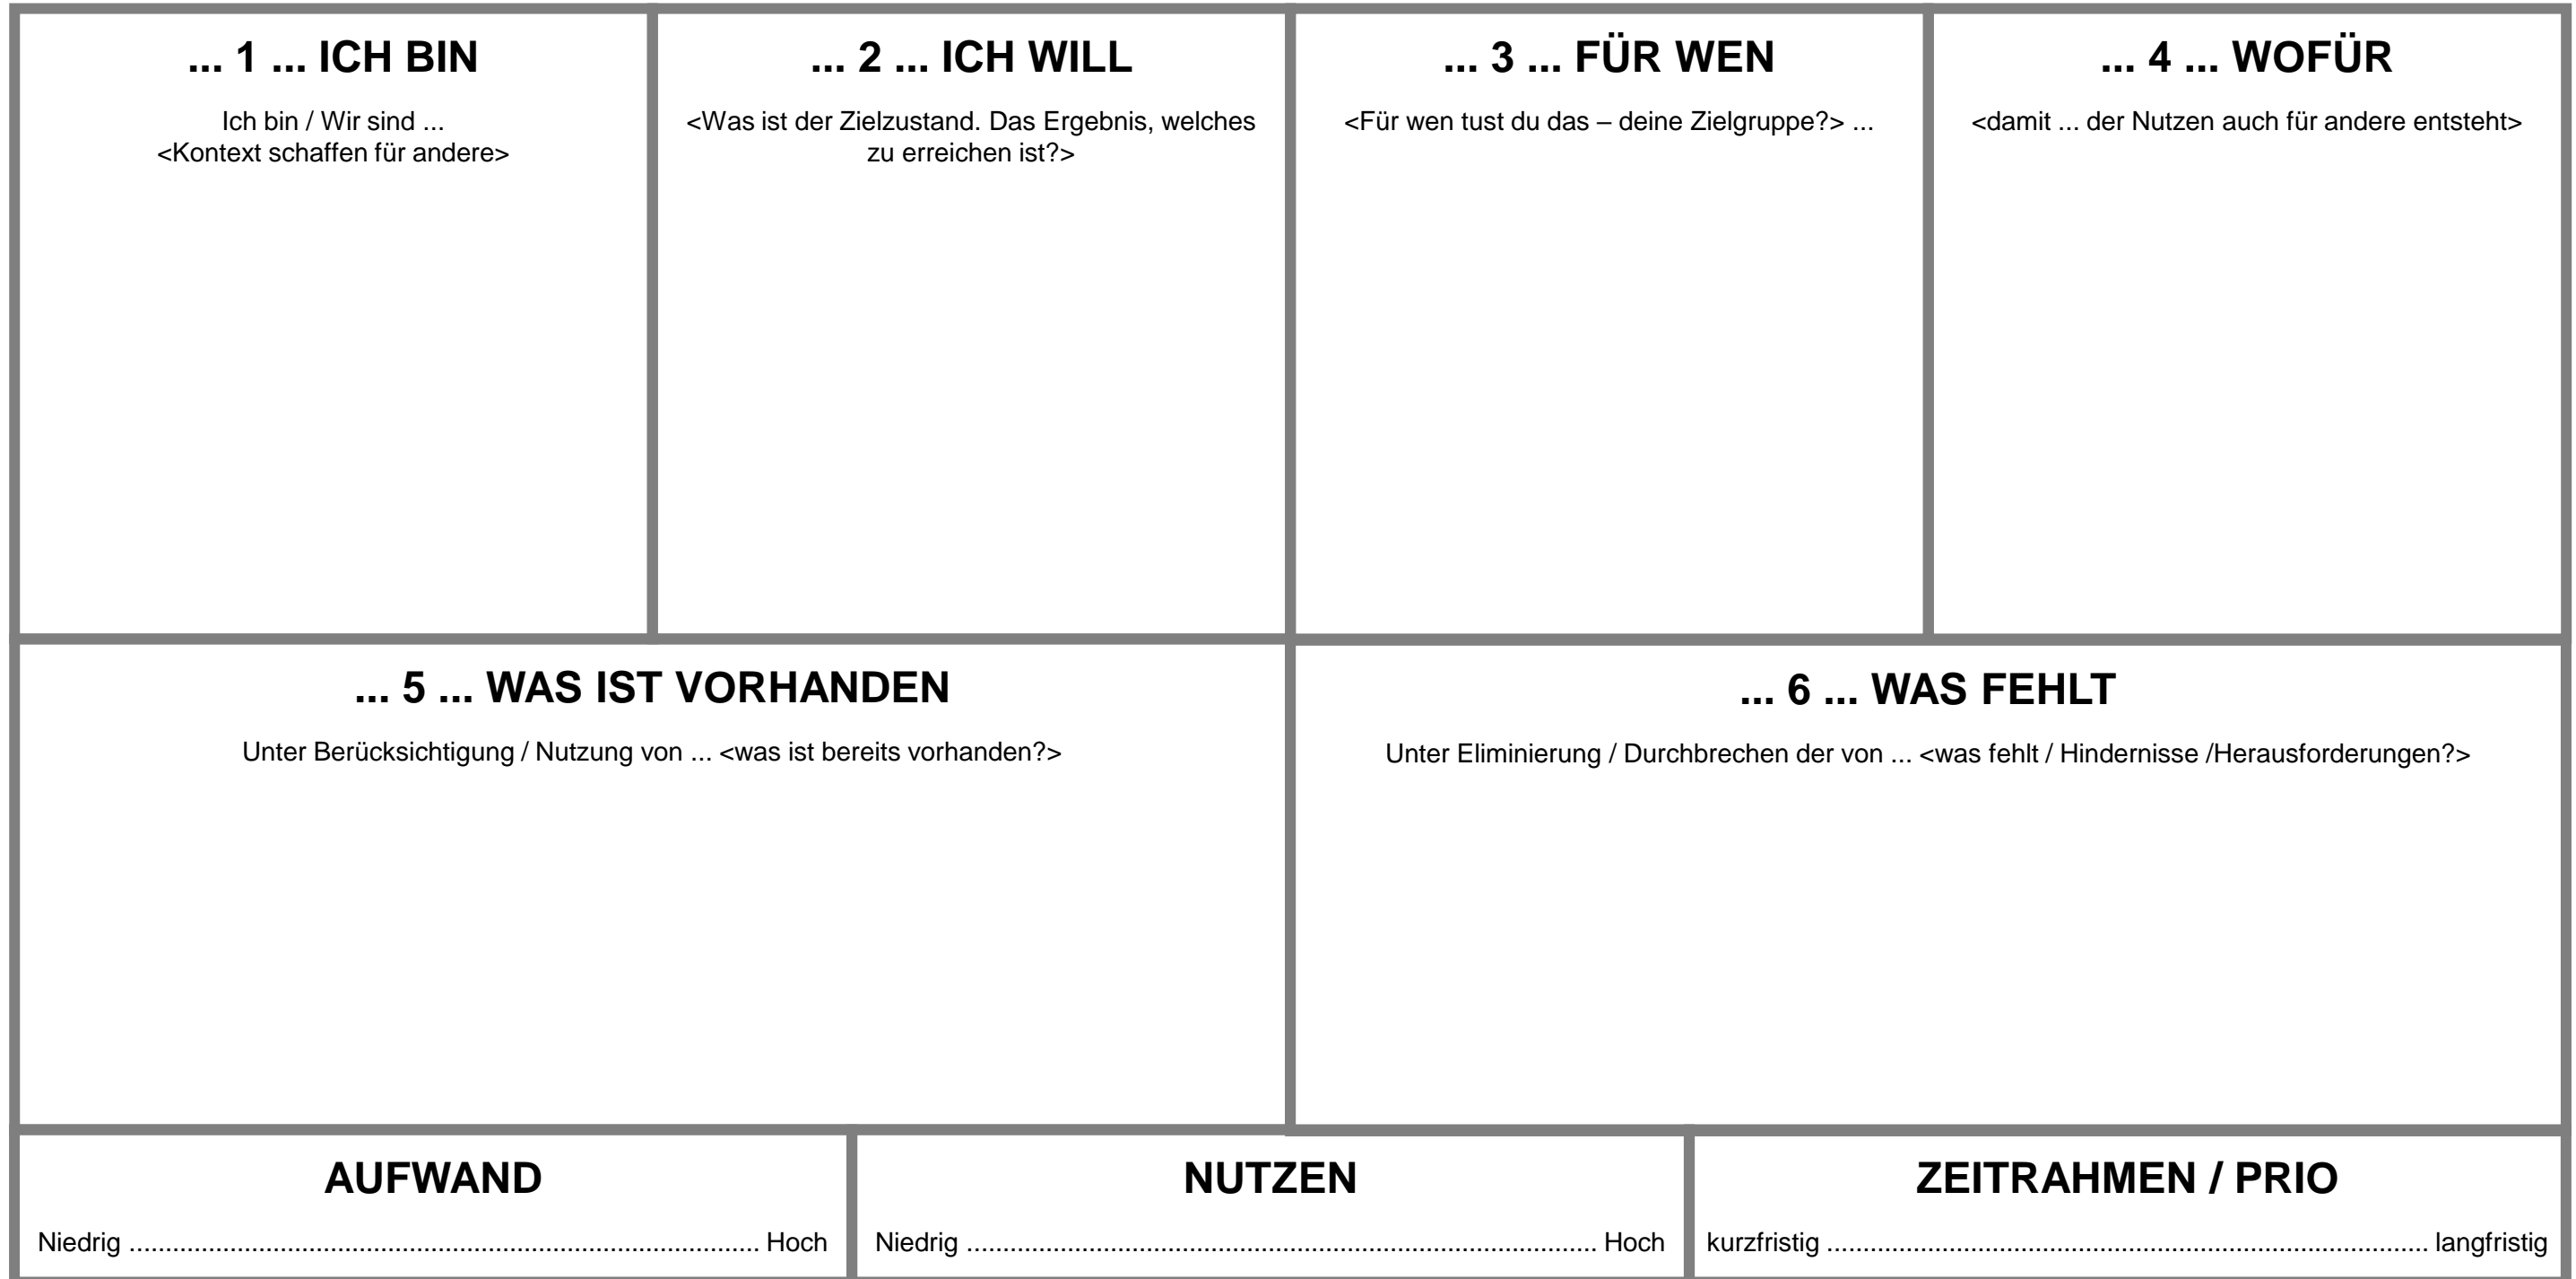 ... 1 ... ICH BIN
Ich bin / Wir sind ...
<Kontext schaffen für andere>
... 2 ... ICH WILL
<Was ist der Zielzustand. Das Ergebnis, welches
zu erreichen ist?>
... 3 ... FÜR WEN
<Für wen tust du das – deine Zielgruppe?> ...
... 4 ... WOFÜR
<damit ... der Nutzen auch für andere entsteht>
... 5 ... WAS IST VORHANDEN
Unter Berücksichtigung / Nutzung von ... <was ist bereits vorhanden?>
... 6 ... WAS FEHLT
Unter Eliminierung / Durchbrechen der von ... <was fehlt / Hindernisse /Herausforderungen?>
AUFWAND
Niedrig ....................................................................................... Hoch
NUTZEN
Niedrig ....................................................................................... Hoch
ZEITRAHMEN / PRIO
kurzfristig ................................................................................... langfristig